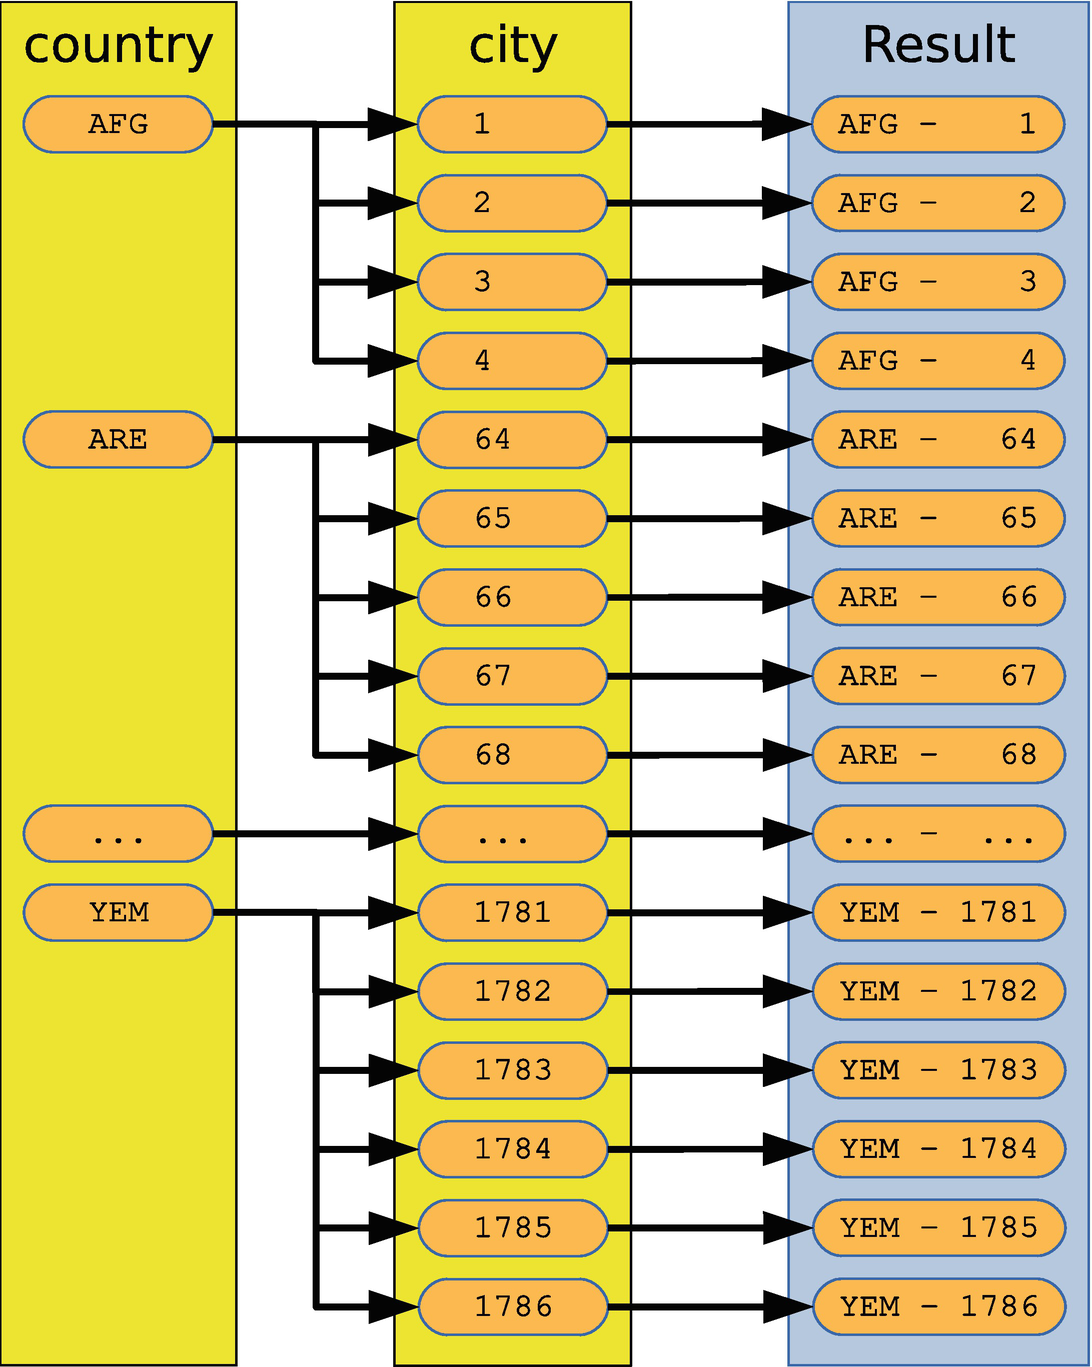 country city Result
AFG 1 AFG - 1
2 AFG - 2
3 AFG - 3
4 AFG - 4
ARE 64 ARE - 64
65 ARE - 65
66 ARE - 66
67 ARE - 67
68 ARE - 68
... ... ... - ...
YEM 1781 YEM - 1781
1782 YEM - 1782
1783 YEM - 1783
1784 YEM - 1784
1785 YEM - 1785
1786 YEM - 1786